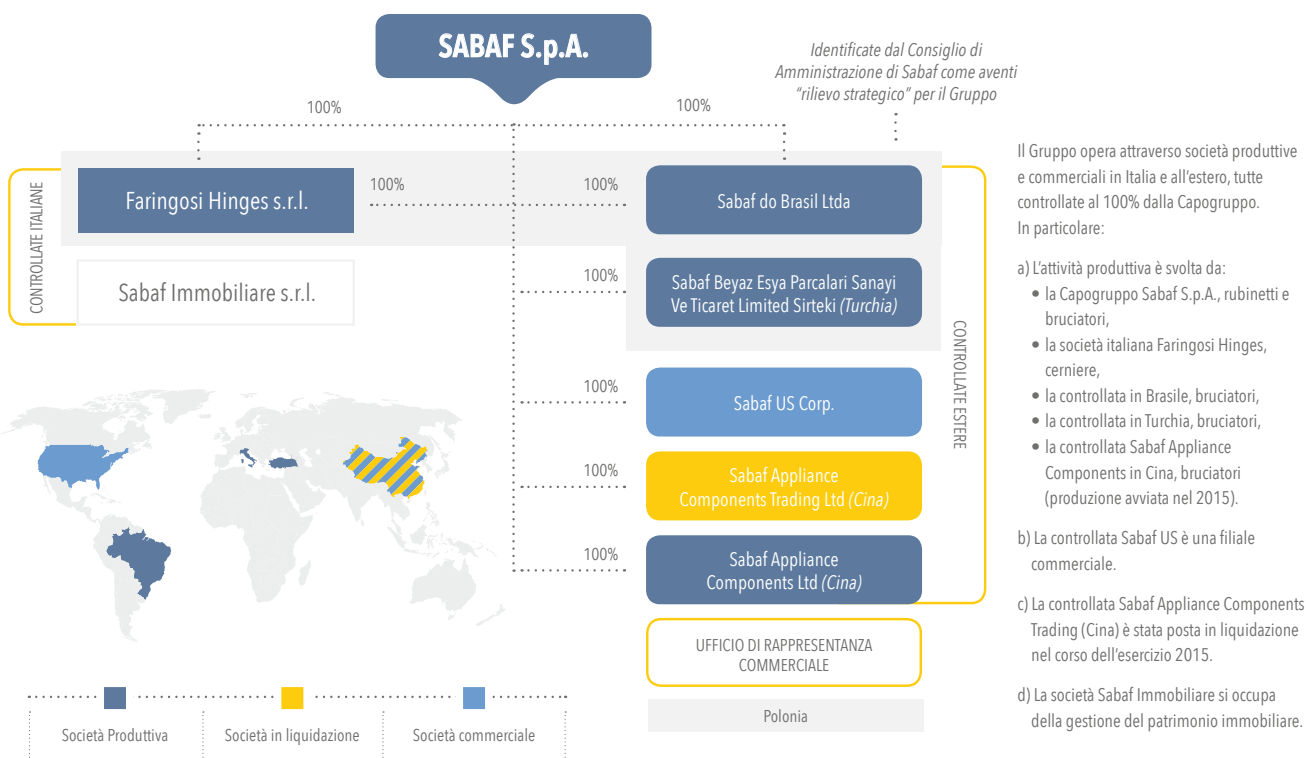 SABAF S.p.A.
Identificate dal Consiglio di
Amministrazione di Sabaf come aventi
"rilievo strategico" per il Gruppo
100%
100%
CONTROLLATE ITALIANE
Faringosi Hinges s.r.l.
Sabaf Immobiliare s.r.l.
100%
100%
Sabaf do Brasil Ltda
100%
Sabaf Beyaz Esya Parcalari Sanayi
Ve Ticaret Limited Sirteki (Turchia)
100%
Sabaf US Corp.
100%
Sabaf Appliance
Components Trading Ltd (Cina)
100%
Sabaf Appliance
Components Ltd (Cina)
CONTROLLATE ESTERE
UFFICIO DI RAPPRESENTANZA
COMMERCIALE
Polonia
Società Produttiva
Società in liquidazione
Società commerciale
Il Gruppo opera attraverso società produttive
e commerciali in Italia e all'estero, tutte
controllate al 100% dalla Capogruppo.
In particolare:
a) L'attività produttiva è svolta da:
• la Capogruppo Sabaf S.p.A., rubinetti e
bruciatori,
• la società italiana Faringosi Hinges,
cerniere,
• la controllata in Brasile, bruciatori,
• la controllata in Turchia, bruciatori,
• la controllata Sabaf Appliance
Components in Cina, bruciatori
(produzione avviata nel 2015).
b) La controllata Sabaf US è una filiale
commerciale.
c) La controllata Sabaf Appliance Components
Trading (Cina) è stata posta in liquidazione
nel corso dell'esercizio 2015.
d) La società Sabaf Immobiliare si occupa
della gestione del patrimonio immobiliare.